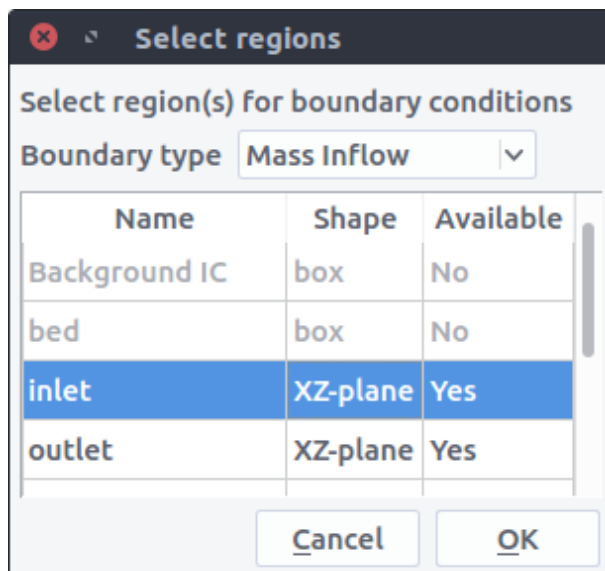 Select regions
Select region(s) for boundary conditions
Boundary type Mass Inflow
Name Shape Available
Background IC box No
bed box No
inlet XZ-plane Yes
outlet XZ-plane Yes
Cancel OK